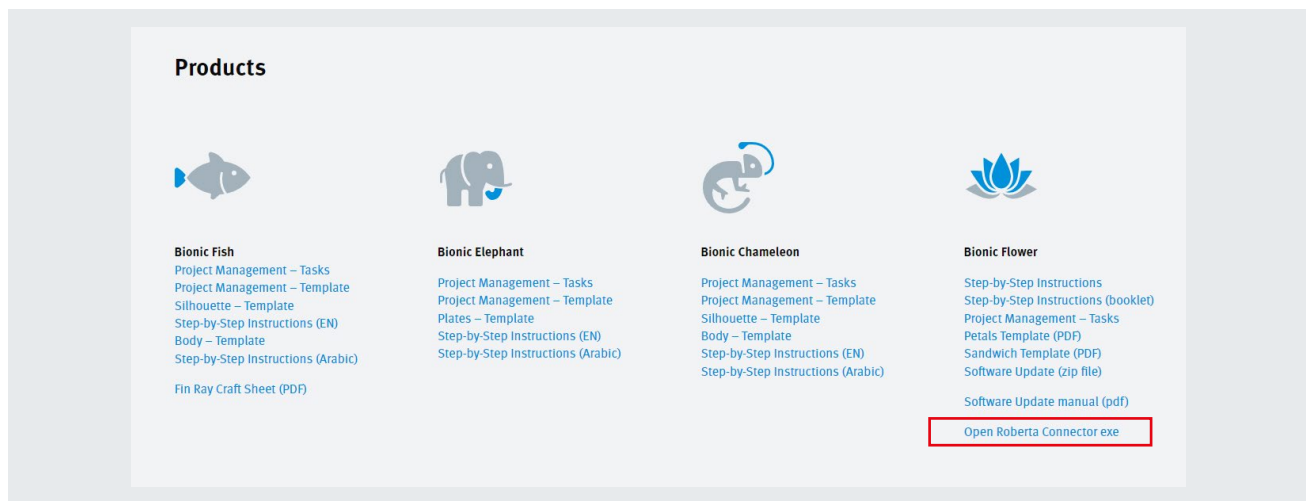 Products
Bionic Fish
Project Management – Tasks
Project Management – Template
Silhouette – Template
Step-by-Step Instructions (EN)
Body – Template
Step-by-Step Instructions (Arabic)
Fin Ray Craft Sheet (PDF)
Bionic Elephant
Project Management – Tasks
Project Management – Template
Plates – Template
Step-by-Step Instructions (EN)
Step-by-Step Instructions (Arabic)
Bionic Chameleon
Project Management – Tasks
Project Management – Template
Silhouette – Template
Body – Template
Step-by-Step Instructions (EN)
Step-by-Step Instructions (Arabic)
Bionic Flower
Step-by-Step Instructions
Step-by-Step Instructions (booklet)
Project Management – Tasks
Petals Template (PDF)
Sandwich Template (PDF)
Software Update (zip file)
Software Update manual (pdf)
Open Roberta Connector exe